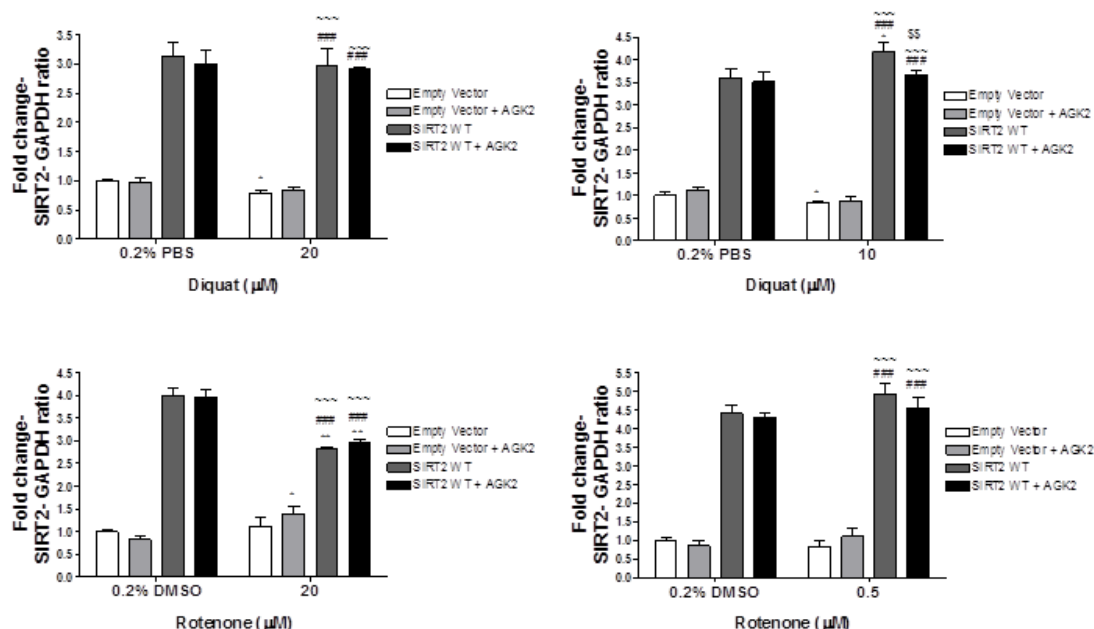 ~~~
###
~~~
###
3.5
3.0
2.5
2.0
1.5
1.0
0.5
0.0
Fold change-
SIRT2- GAPDH ratio
Empty Vector
Empty Vector + AGK2
SIRT2 WT
SIRT2 WT + AGK2
0.2% PBS
20
Diquat (µM)
~~~
###
$$
~~~
###
4.5
4.0
3.5
3.0
2.5
2.0
1.5
1.0
0.5
0.0
Fold change-
SIRT2- GAPDH ratio
Empty Vector
Empty Vector + AGK2
SIRT2 WT
SIRT2 WT + AGK2
0.2% PBS
10
Diquat (µM)
~~~
###
~~~
###
4.5
4.0
3.5
3.0
2.5
2.0
1.5
1.0
0.5
0.0
Fold change-
SIRT2- GAPDH ratio
Empty Vector
Empty Vector + AGK2
SIRT2 WT
SIRT2 WT + AGK2
0.2% DMSO
20
Rotenone (µM)
~~~
###
~~~
###
5.5
5.0
4.5
4.0
3.5
3.0
2.5
2.0
1.5
1.0
0.5
0.0
Fold change-
SIRT2- GAPDH ratio
Empty Vector
Empty Vector + AGK2
SIRT2 WT
SIRT2 WT + AGK2
0.2% DMSO
0.5
Rotenone (µM)